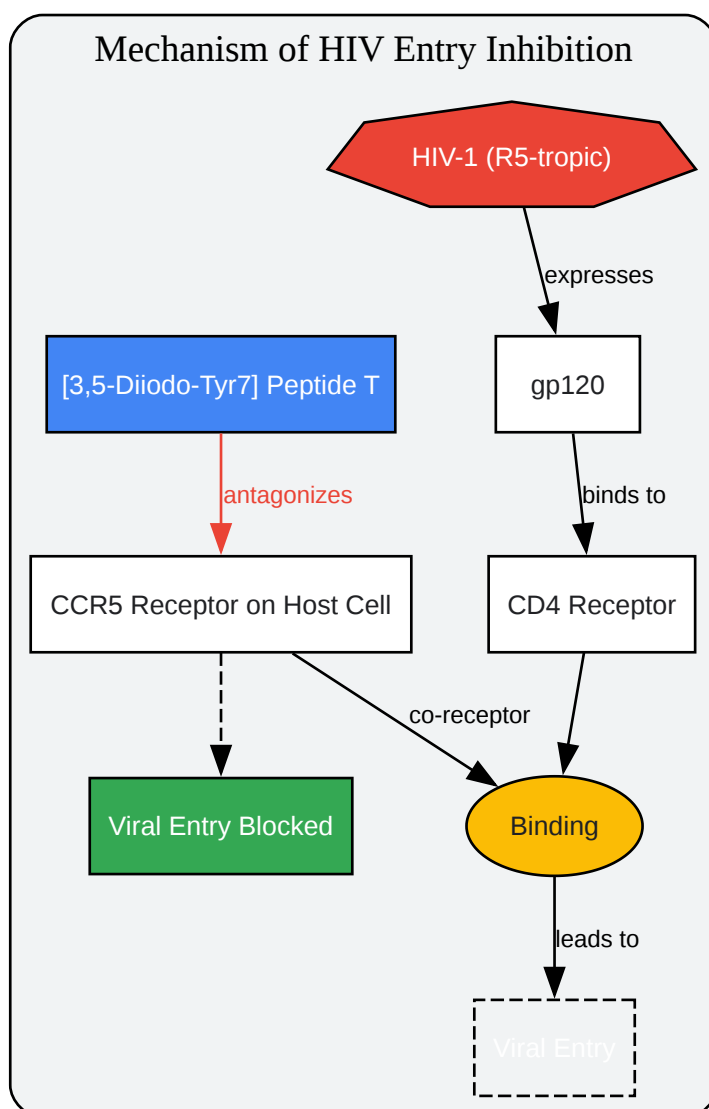 Mechanism of HIV Entry Inhibition
HIV-1 (R5-tropic)
expresses
[3,5-Diiodo-Tyr7] Peptide T
gp120
antagonizes
binds to
CCR5 Receptor on Host Cell
CD4 Receptor
co-receptor
Viral Entry Blocked
Binding
leads to
Viral Entry